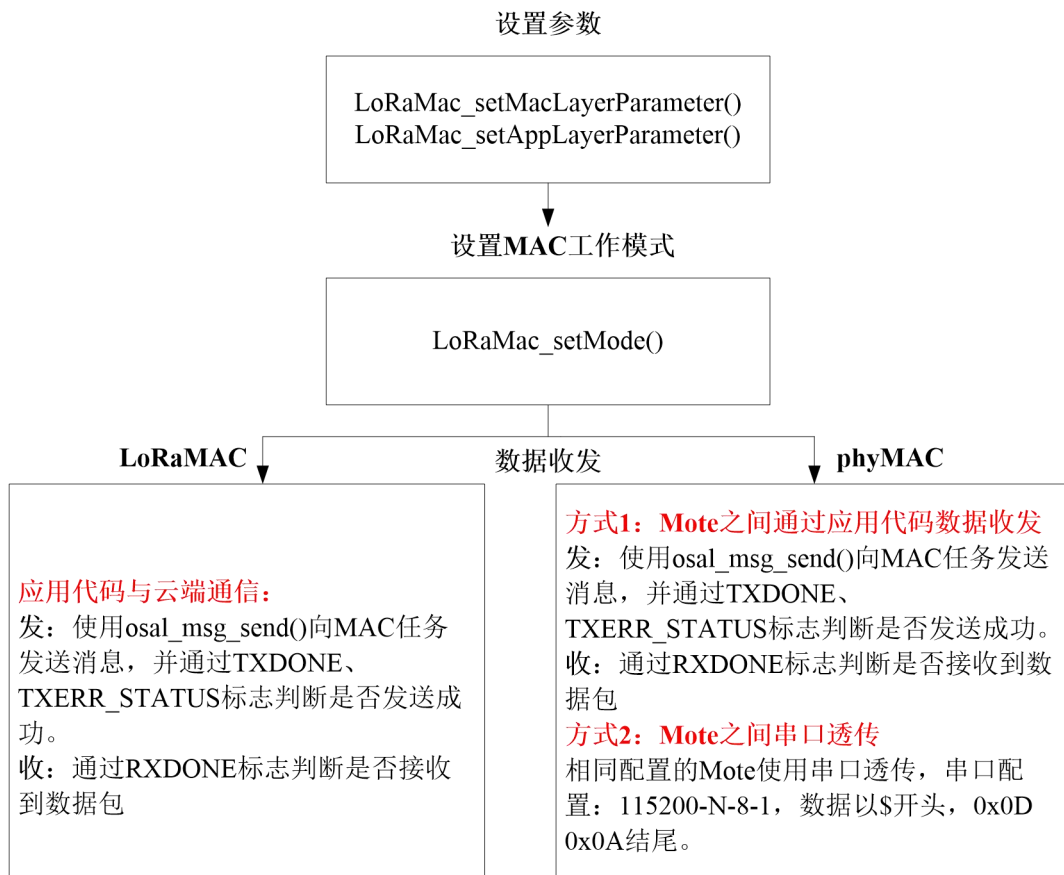 设置参数
LoRaMac_setMacLayerParameter()
LoRaMac_setAppLayerParameter()
设置MAC工作模式
LoRaMac_setMode()
LoRaMAC
数据收发
phyMAC
应用代码与云端通信：
发：使用osal_msg_send()向MAC任务
发送消息，并通过TXDONE、
TXERR_STATUS标志判断是否发送成
功。
收：通过RXDONE标志判断是否接收
到数据包
方式1：Mote之间通过应用代码数据收发
发：使用osal_msg_send()向MAC任务发送
消息，并通过TXDONE、
TXERR_STATUS标志判断是否发送成功。
收：通过RXDONE标志判断是否接收到数
据包
方式2：Mote之间串口透传
相同配置的Mote使用串口透传，串口配
置：115200-N-8-1，数据以$开头，0x0D
0x0A结尾。